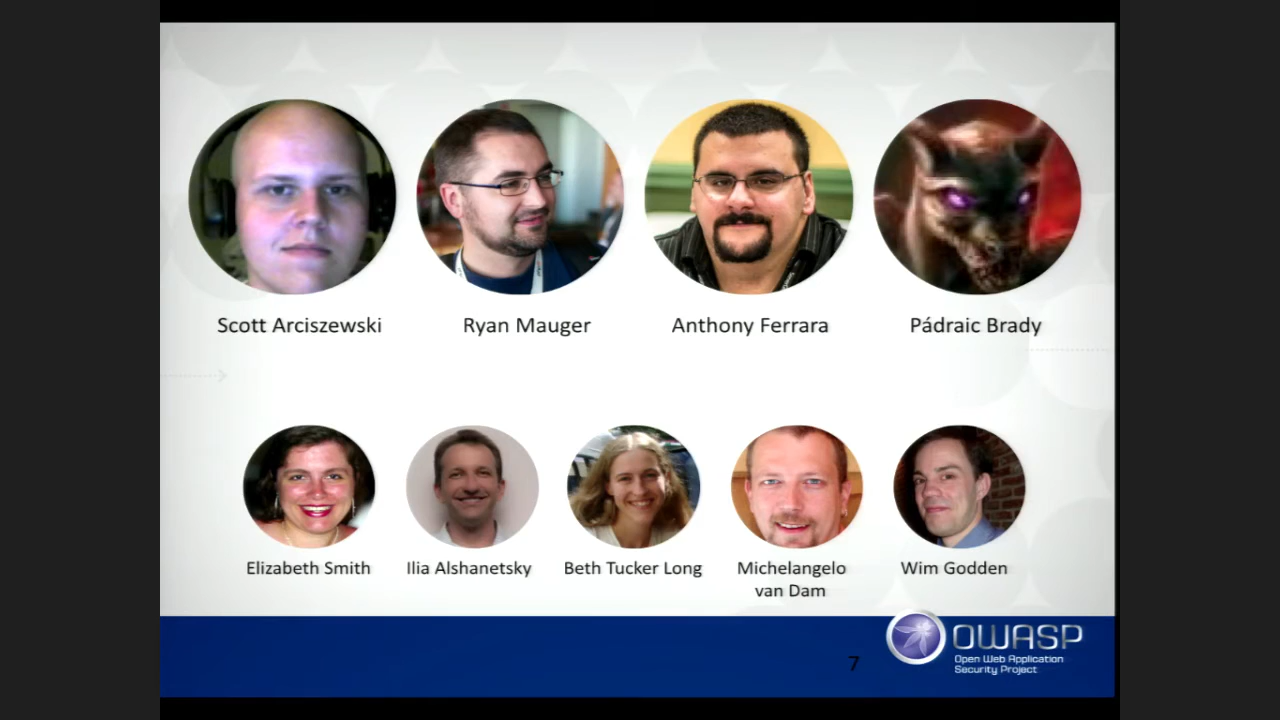 Scott Arciszewski
Ryan Mauger
Anthony Ferrara
Pádraic Brady
Elizabeth Smith
Ilia Alshanetsky
Beth Tucker Long
Michelangelo
van Dam
Wim Godden
7
OWASP
Open Web Application
Security Project